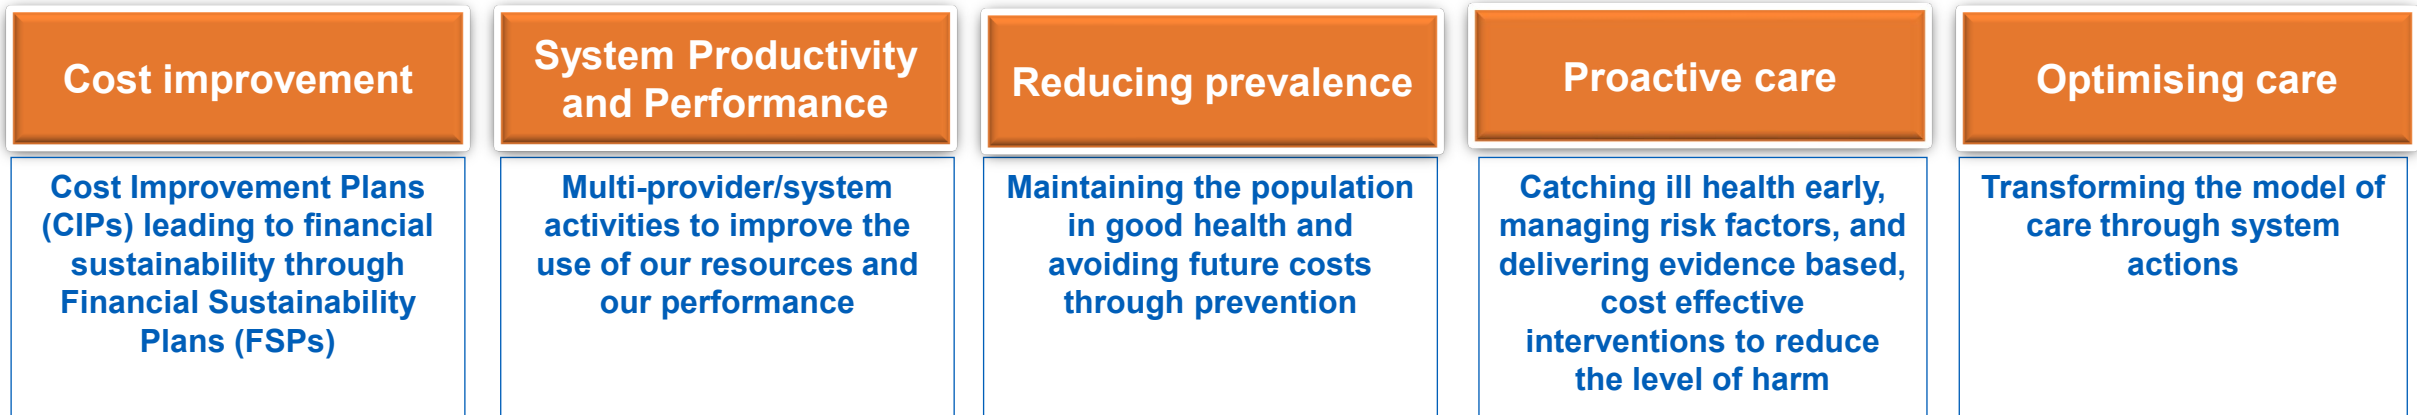 Cost improvement
Cost Improvement Plans
(CIPs) leading to financial
sustainability through
Financial Sustainability
Plans (FSPs)
System Productivity
and Performance
Multi-provider/system
activities to improve the
use of our resources and
our performance
Reducing prevalence
Maintaining the population
in good health and
avoiding future costs
through prevention
Proactive care
Catching ill health early,
managing risk factors, and
delivering evidence based,
cost effective
interventions to reduce
the level of harm
Optimising care
Transforming the model of
care through system
actions